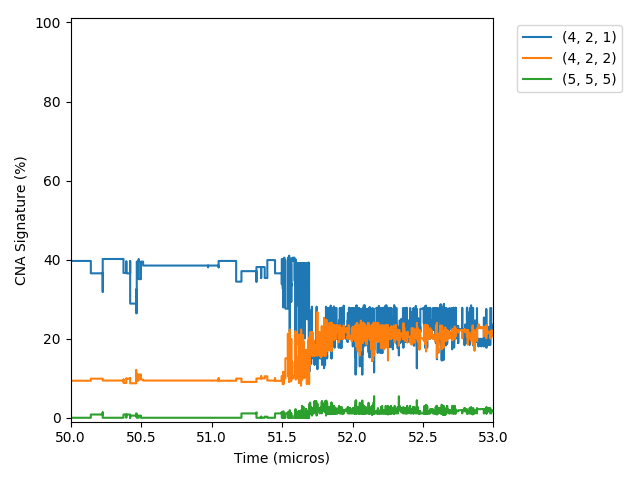 100
80
60
40
20
0
CNA Signature (%)
50.0 50.5 51.0 51.5 52.0 52.5 53.0
Time (micros)
(4, 2, 1)
(4, 2, 2)
(5, 5, 5)